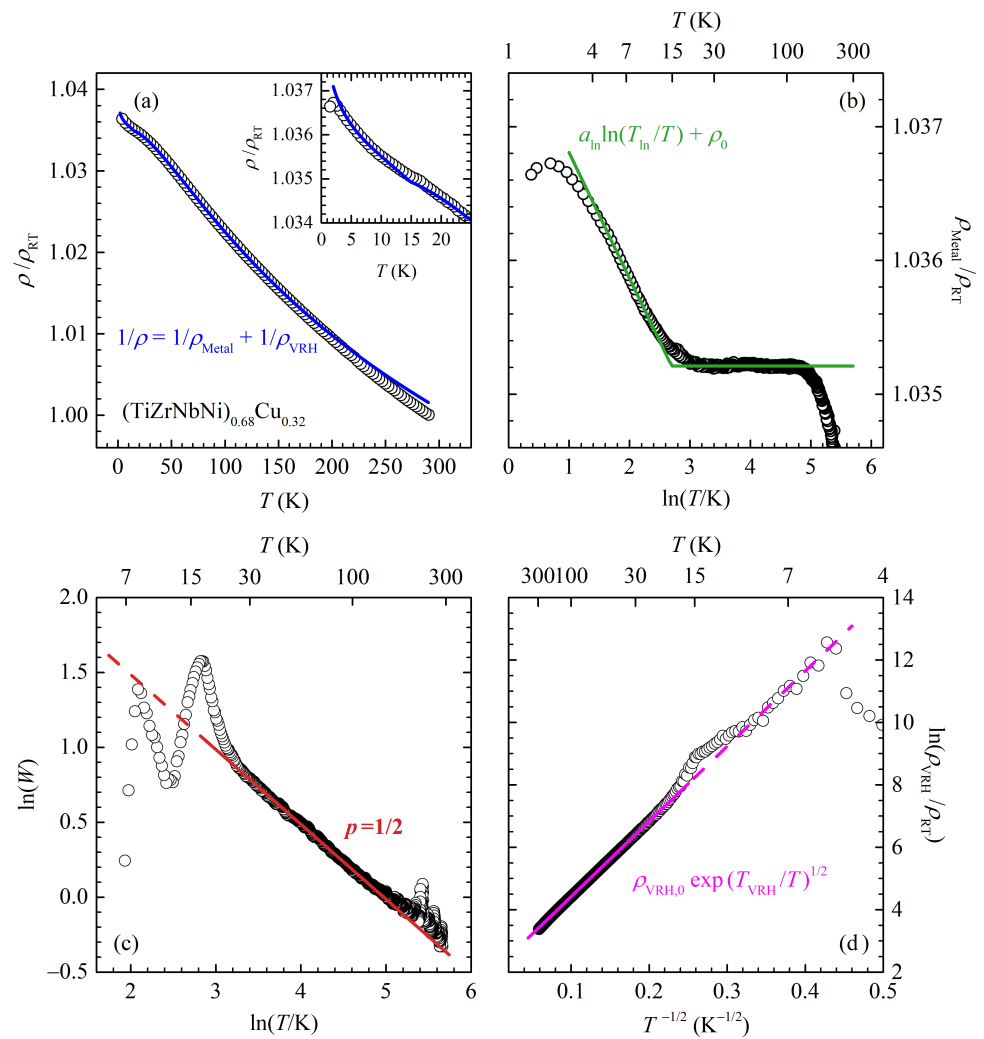 (a)
1.04
1.03
1.02
1.01
1.00
ρ/ρRT
0 50 100 150 200 250 300
T (K)
1/ρ = 1/ρMetal + 1/ρVRH
(TiZrNbNi)0.68Cu0.32
1.037
1.036
1.035
1.034
ρ/ρRT
0 5 10 15 20
T (K)
T (K)
1 4 7 15 30 100 300
(b)
aln ln(Tln/T) + ρ0
1.037
1.036
1.035
ρMetal/ρRT
0 1 2 3 4 5 6
ln(T/K)
T (K)
7 15 30 100 300
2.0
1.5
1.0
0.5
0.0
−0.5
ln(W)
p=1/2
(c)
2 3 4 5 6
ln(T/K)
T (K)
300 100 30 15 7 4
14
12
10
8
6
4
2
ln(ρVRH/ρRT)
ρVRH,0 exp (TVRH/T)1/2
(d)
0.1 0.2 0.3 0.4 0.5
T −1/2 (K−1/2)